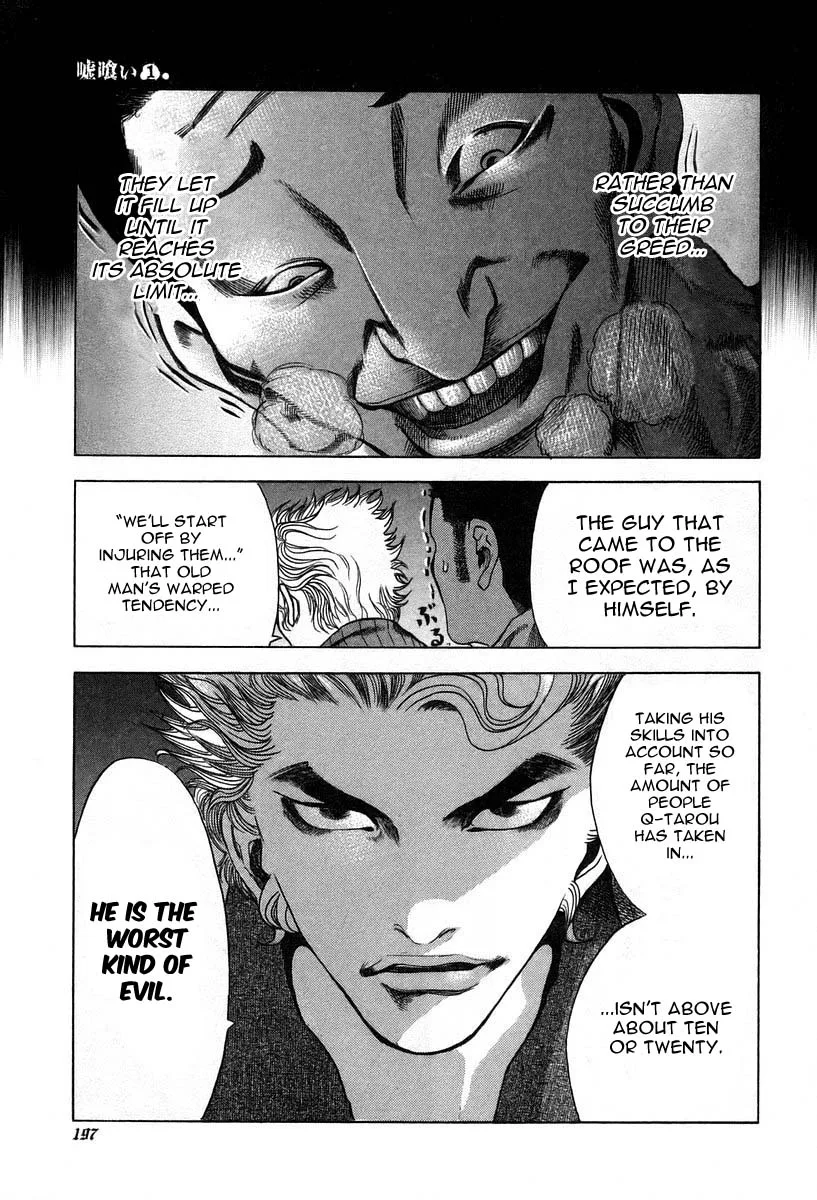 嘘喰い 1.
RATHER THAN
SUCCUMB
TO THEIR
GREED...
THEY LET
IT FILL UP
UNTIL IT
REACHES
ITS ABSOLUTE
LIMIT...
THE GUY THAT
CAME TO THE
ROOF WAS, AS
I EXPECTED, BY
HIMSELF.
ぶる
"WE'LL START
OFF BY
INJURING THEM..."
THAT OLD
MAN'S WARPED
TENDENCY...
TAKING HIS
SKILLS INTO
ACCOUNT SO
FAR, THE
AMOUNT OF
PEOPLE
Q-TAROU
HAS TAKEN
IN...
...ISN'T ABOVE
ABOUT TEN
OR TWENTY.
HE IS THE
WORST
KIND OF
EVIL.
197